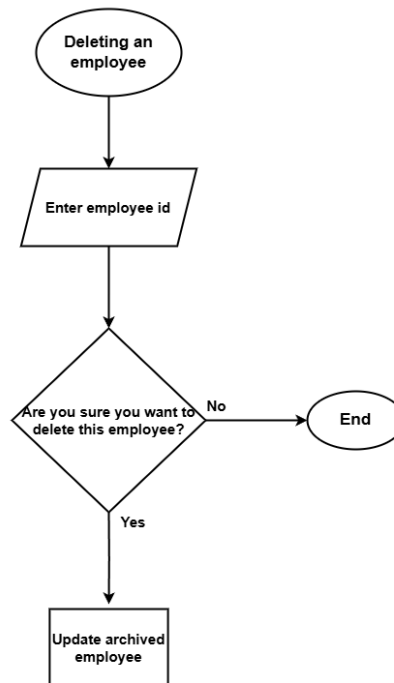 Deleting an
employee
Enter employee id
Are you sure you want to
delete this employee?
No
End
Yes
Update archived
employee